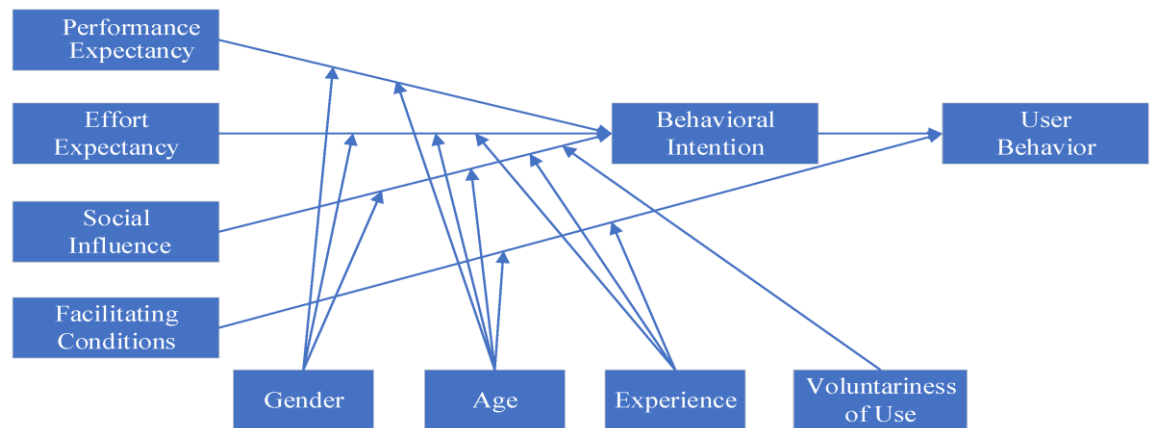 Performance
Expectancy
Effort
Expectancy
Behavioral
Intention
User
Behavior
Social
Influence
Facilitating
Conditions
Gender
Age
Experience
Voluntariness
of Use